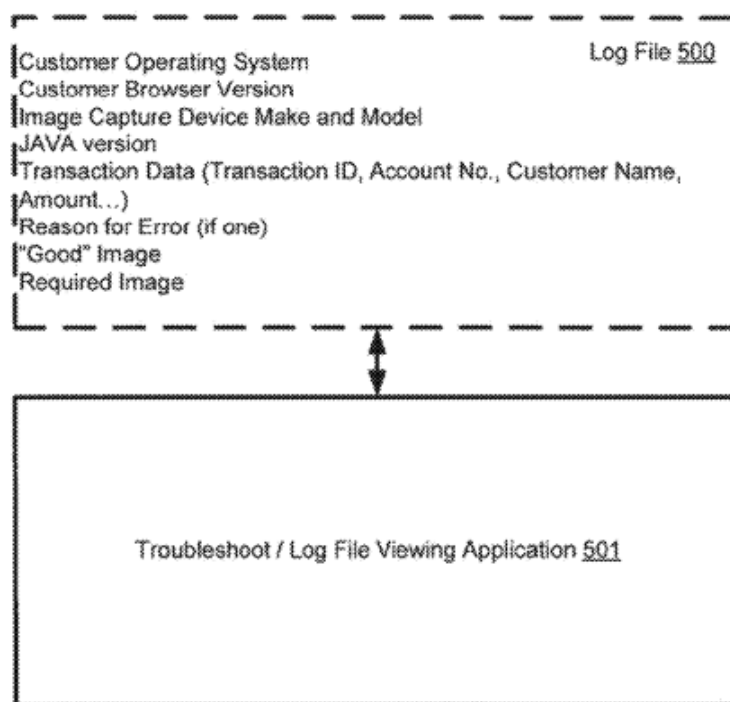 Log File 500
Customer Operating System
Customer Browser Version
Image Capture Device Make and Model
JAVA version
Transaction Data (Transaction ID, Account No., Customer Name,
Amount...)
Reason for Error (if one)
"Good" Image
Required Image
Troubleshoot / Log File Viewing Application 501